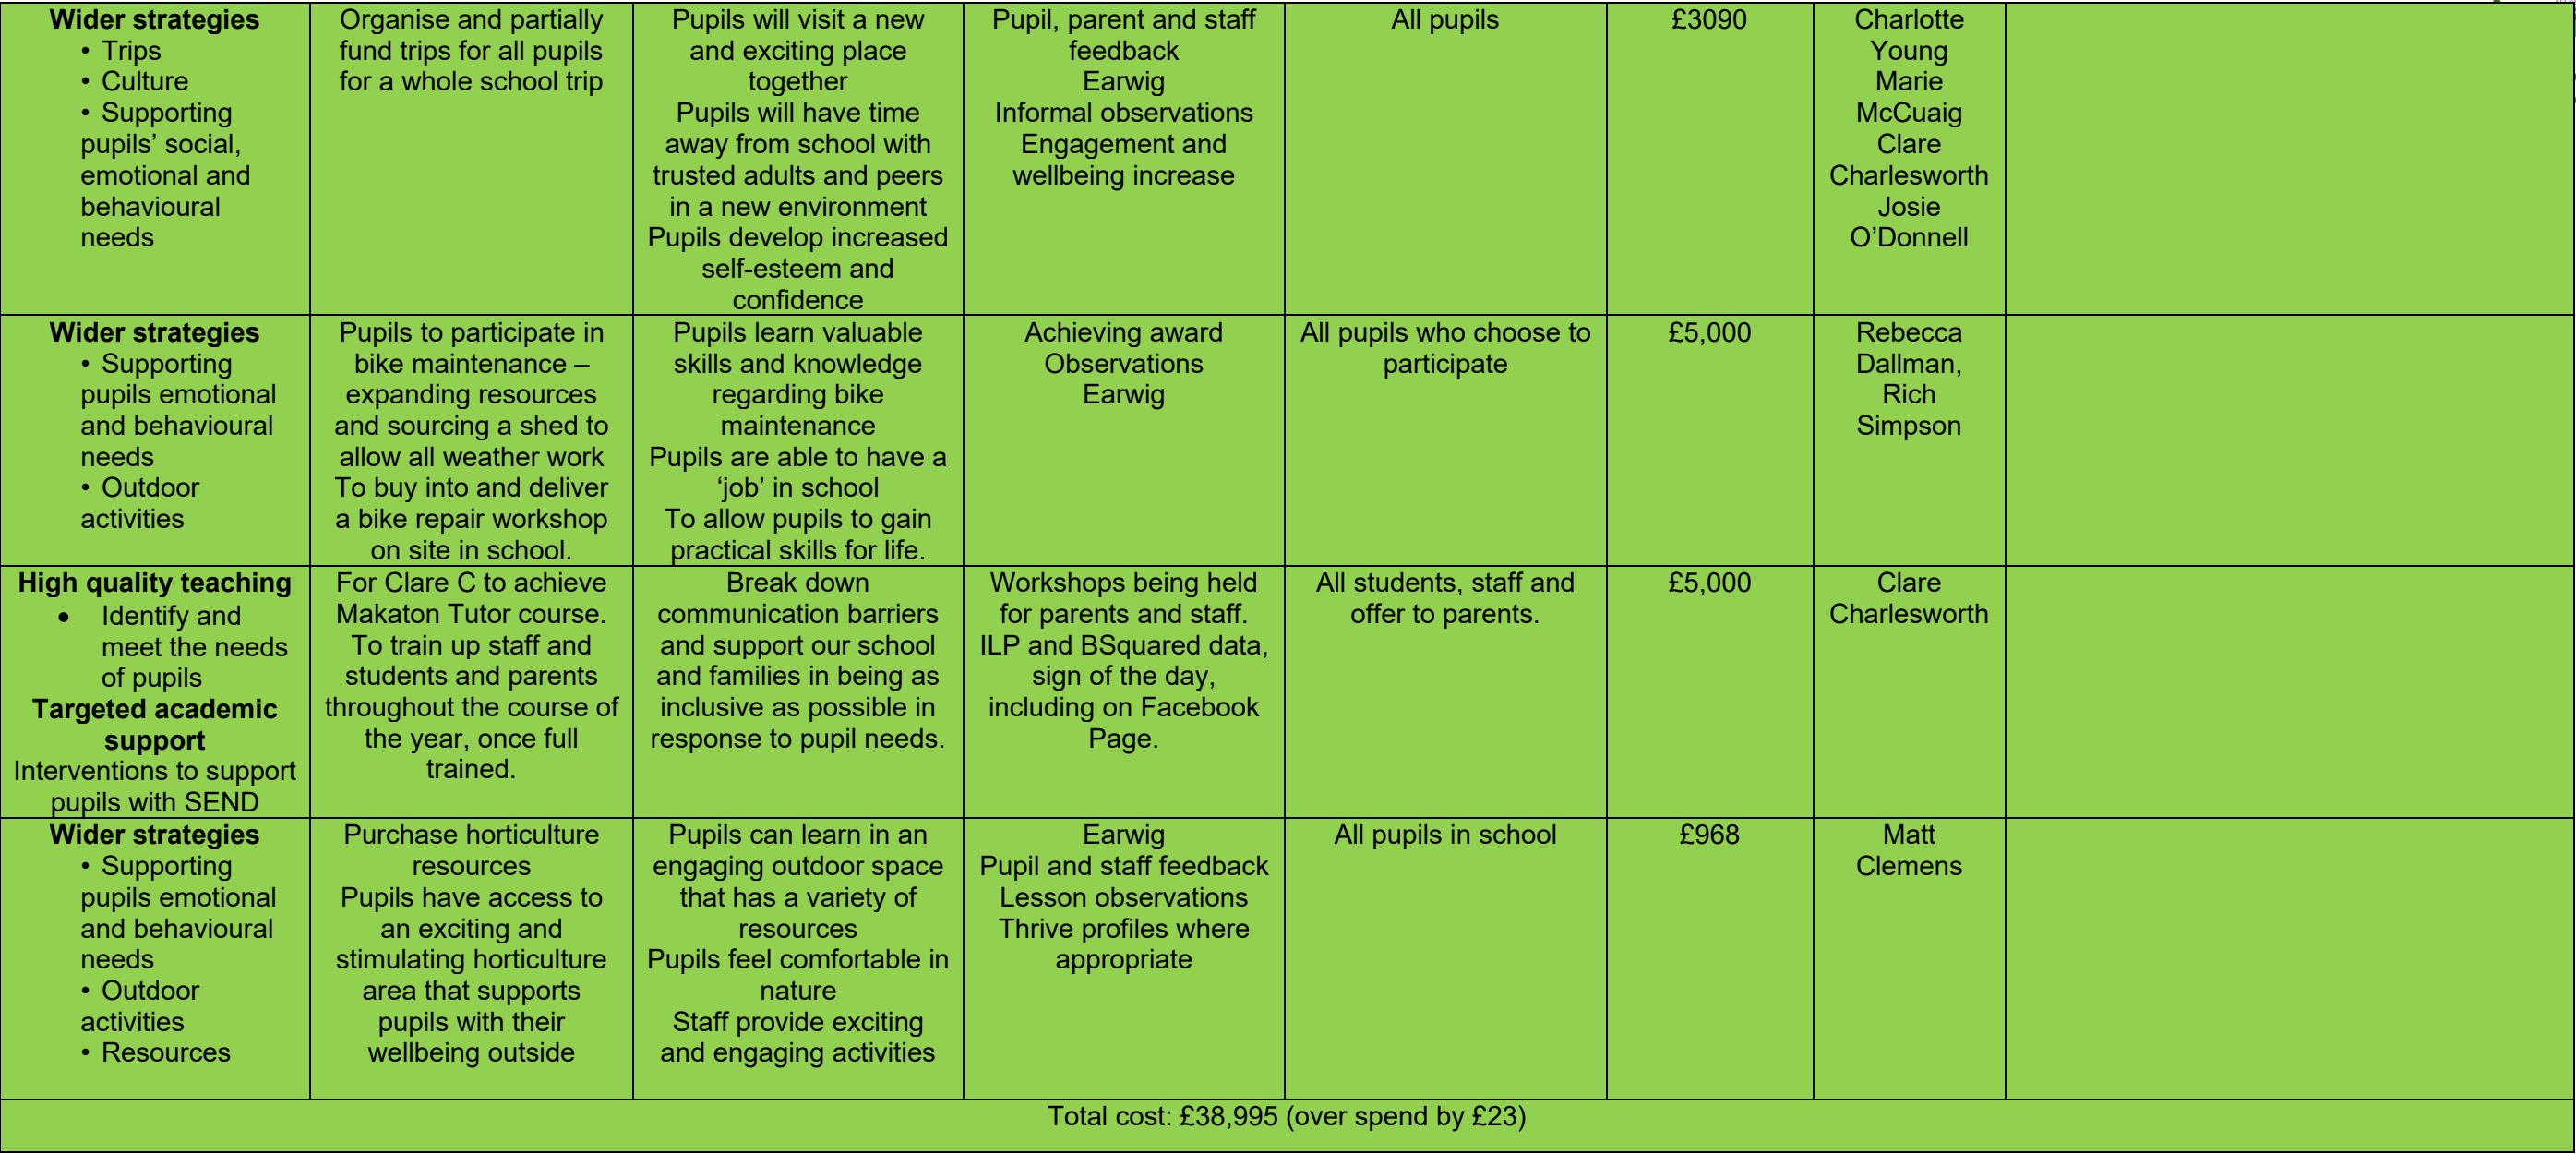 Wider strategies
• Trips
• Culture
• Supporting
pupils’ social,
emotional and
behavioural
needs
Organise and partially
fund trips for all pupils
for a whole school trip
Pupils will visit a new
and exciting place
together
Pupils will have time
away from school with
trusted adults and peers
in a new environment
Pupils develop increased
self-esteem and
confidence
Pupil, parent and staff
feedback
Earwig
Informal observations
Engagement and
wellbeing increase
All pupils
£3090
Charlotte
Young
Marie
McCuaig
Clare
Charlesworth
Josie
O’Donnell
Wider strategies
• Supporting
pupils emotional
and behavioural
needs
• Outdoor
activities
Pupils to participate in
bike maintenance –
expanding resources
and sourcing a shed to
allow all weather work
To buy into and deliver
a bike repair workshop
on site in school.
Pupils learn valuable
skills and knowledge
regarding bike
maintenance
Pupils are able to have a
‘job’ in school
To allow pupils to gain
practical skills for life.
Achieving award
Observations
Earwig
All pupils who choose to
participate
£5,000
Rebecca
Dallman,
Rich
Simpson
High quality teaching
• Identify and
meet the needs
of pupils
Targeted academic
support
Interventions to support
pupils with SEND
For Clare C to achieve
Makaton Tutor course.
To train up staff and
students and parents
throughout the course of
the year, once full
trained.
Break down
communication barriers
and support our school
and families in being as
inclusive as possible in
response to pupil needs.
Workshops being held
for parents and staff.
ILP and BSquared data,
sign of the day,
including on Facebook
Page.
All students, staff and
offer to parents.
£5,000
Clare
Charlesworth
Wider strategies
• Supporting
pupils emotional
and behavioural
needs
• Outdoor
activities
• Resources
Purchase horticulture
resources
Pupils have access to
an exciting and
stimulating horticulture
area that supports
pupils with their
wellbeing outside
Pupils can learn in an
engaging outdoor space
that has a variety of
resources
Pupils feel comfortable in
nature
Staff provide exciting
and engaging activities
Earwig
Pupil and staff feedback
Lesson observations
Thrive profiles where
appropriate
All pupils in school
£968
Matt
Clemens
Total cost: £38,995 (over spend by £23)